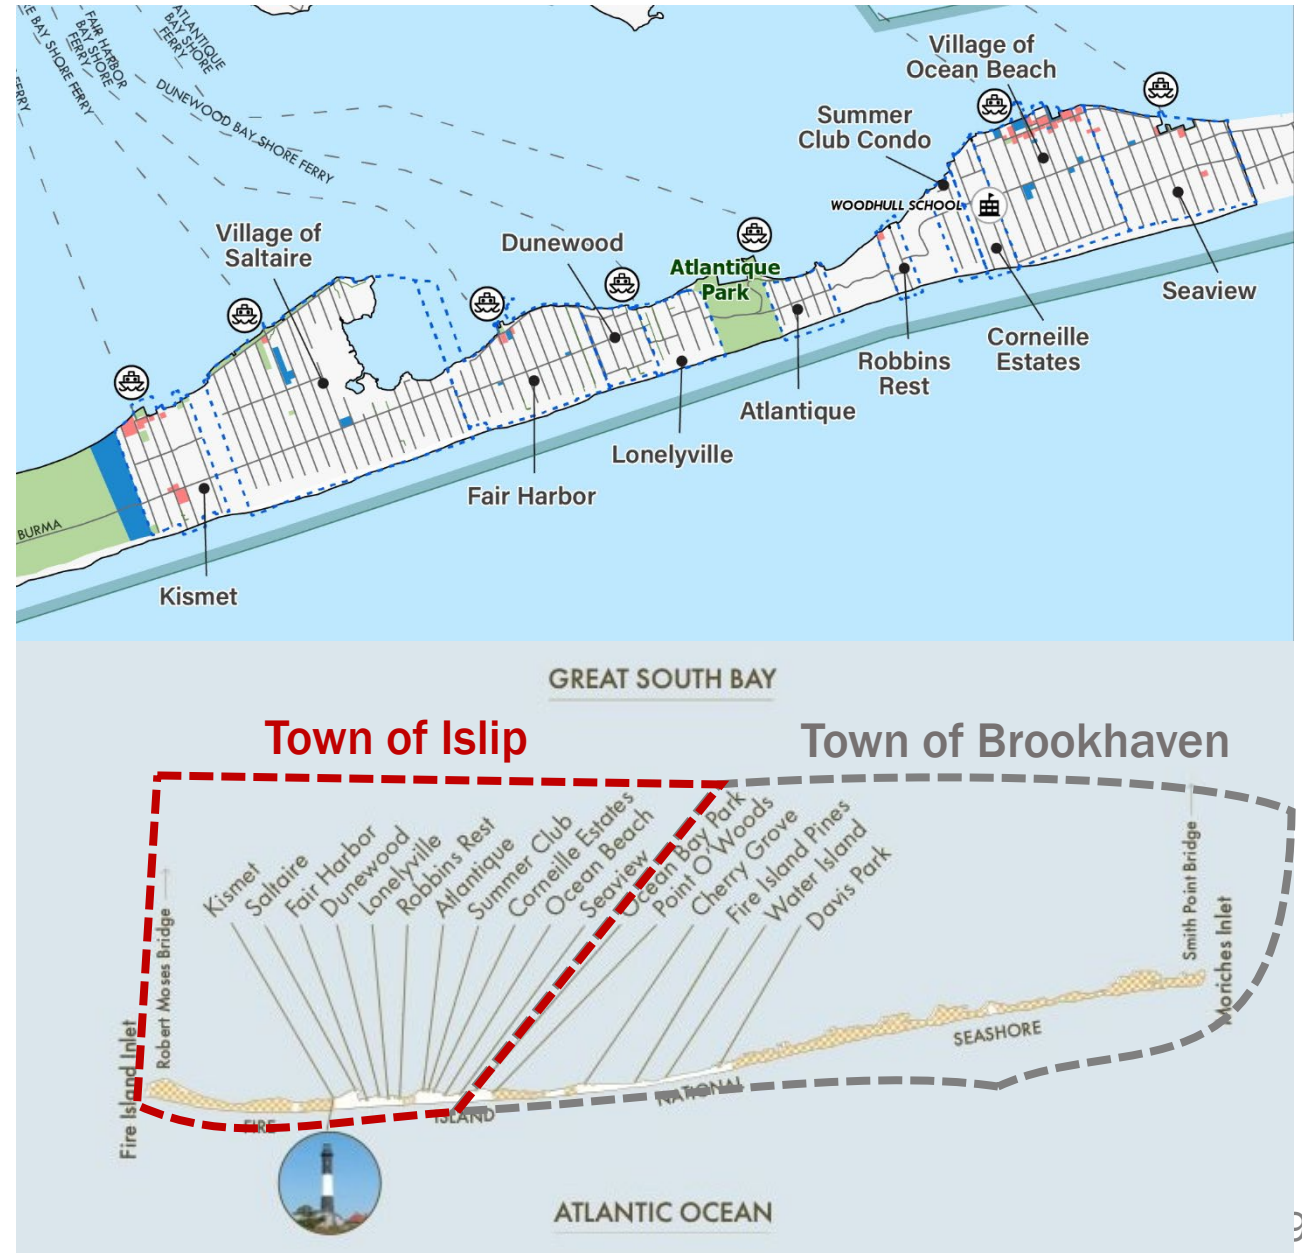 E BAY SHORE FERRY
FAIR HARBOR
BAY SHORE
FERRY
ATLANTIQUE
BAY SHORE
FERRY
FERRY
DUNEWOOD BAY SHORE FERRY
Village of
Ocean Beach
Summer
Club Condo
WOODHULL SCHOOL
Village of
Saltaire
Dunewood
Atlantique
Park
Seaview
Corneille
Estates
Robbins
Rest
Atlantique
Lonelyville
Fair Harbor
BURMA
Kismet
GREAT SOUTH BAY
Town of Islip
Town of Brookhaven
Kismet
Saltaire
Fair Harbor
Dunewood
Lonelyville
Robbins Rest
Atlantique
Summer Club
Corneille Estates
Ocean Beach
Seaview
Ocean Bay Park
Point O' Woods
Cherry Grove
Fire Island Pines
Water Island
Davis Park
Fire Island Inlet
Robert Moses Bridge
Smith Point Bridge
Moriches Inlet
FIRE
ISLAND
NATIONAL
SEASHORE
ATLANTIC OCEAN